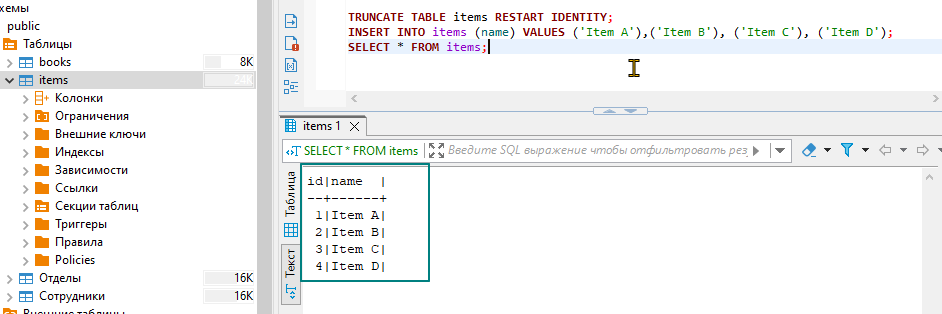 хемы
public
Таблицы
books 8K
items 24K
Колонки
Ограничения
Внешние ключи
Индексы
Зависимости
Ссылки
Секции таблиц
Триггеры
Правила
Policies
Отделы 16K
Сотрудники 16K
Внешние таблицы
TRUNCATE TABLE items RESTART IDENTITY;
INSERT INTO items (name) VALUES ('Item A'),('Item B'), ('Item C'), ('Item D');
SELECT * FROM items;
items 1
SELECT * FROM items
Введите SQL выражение чтобы отфильтровать рез
Таблица
Текст
id|name  |
--+------+
 1|Item A|
 2|Item B|
 3|Item C|
 4|Item D|